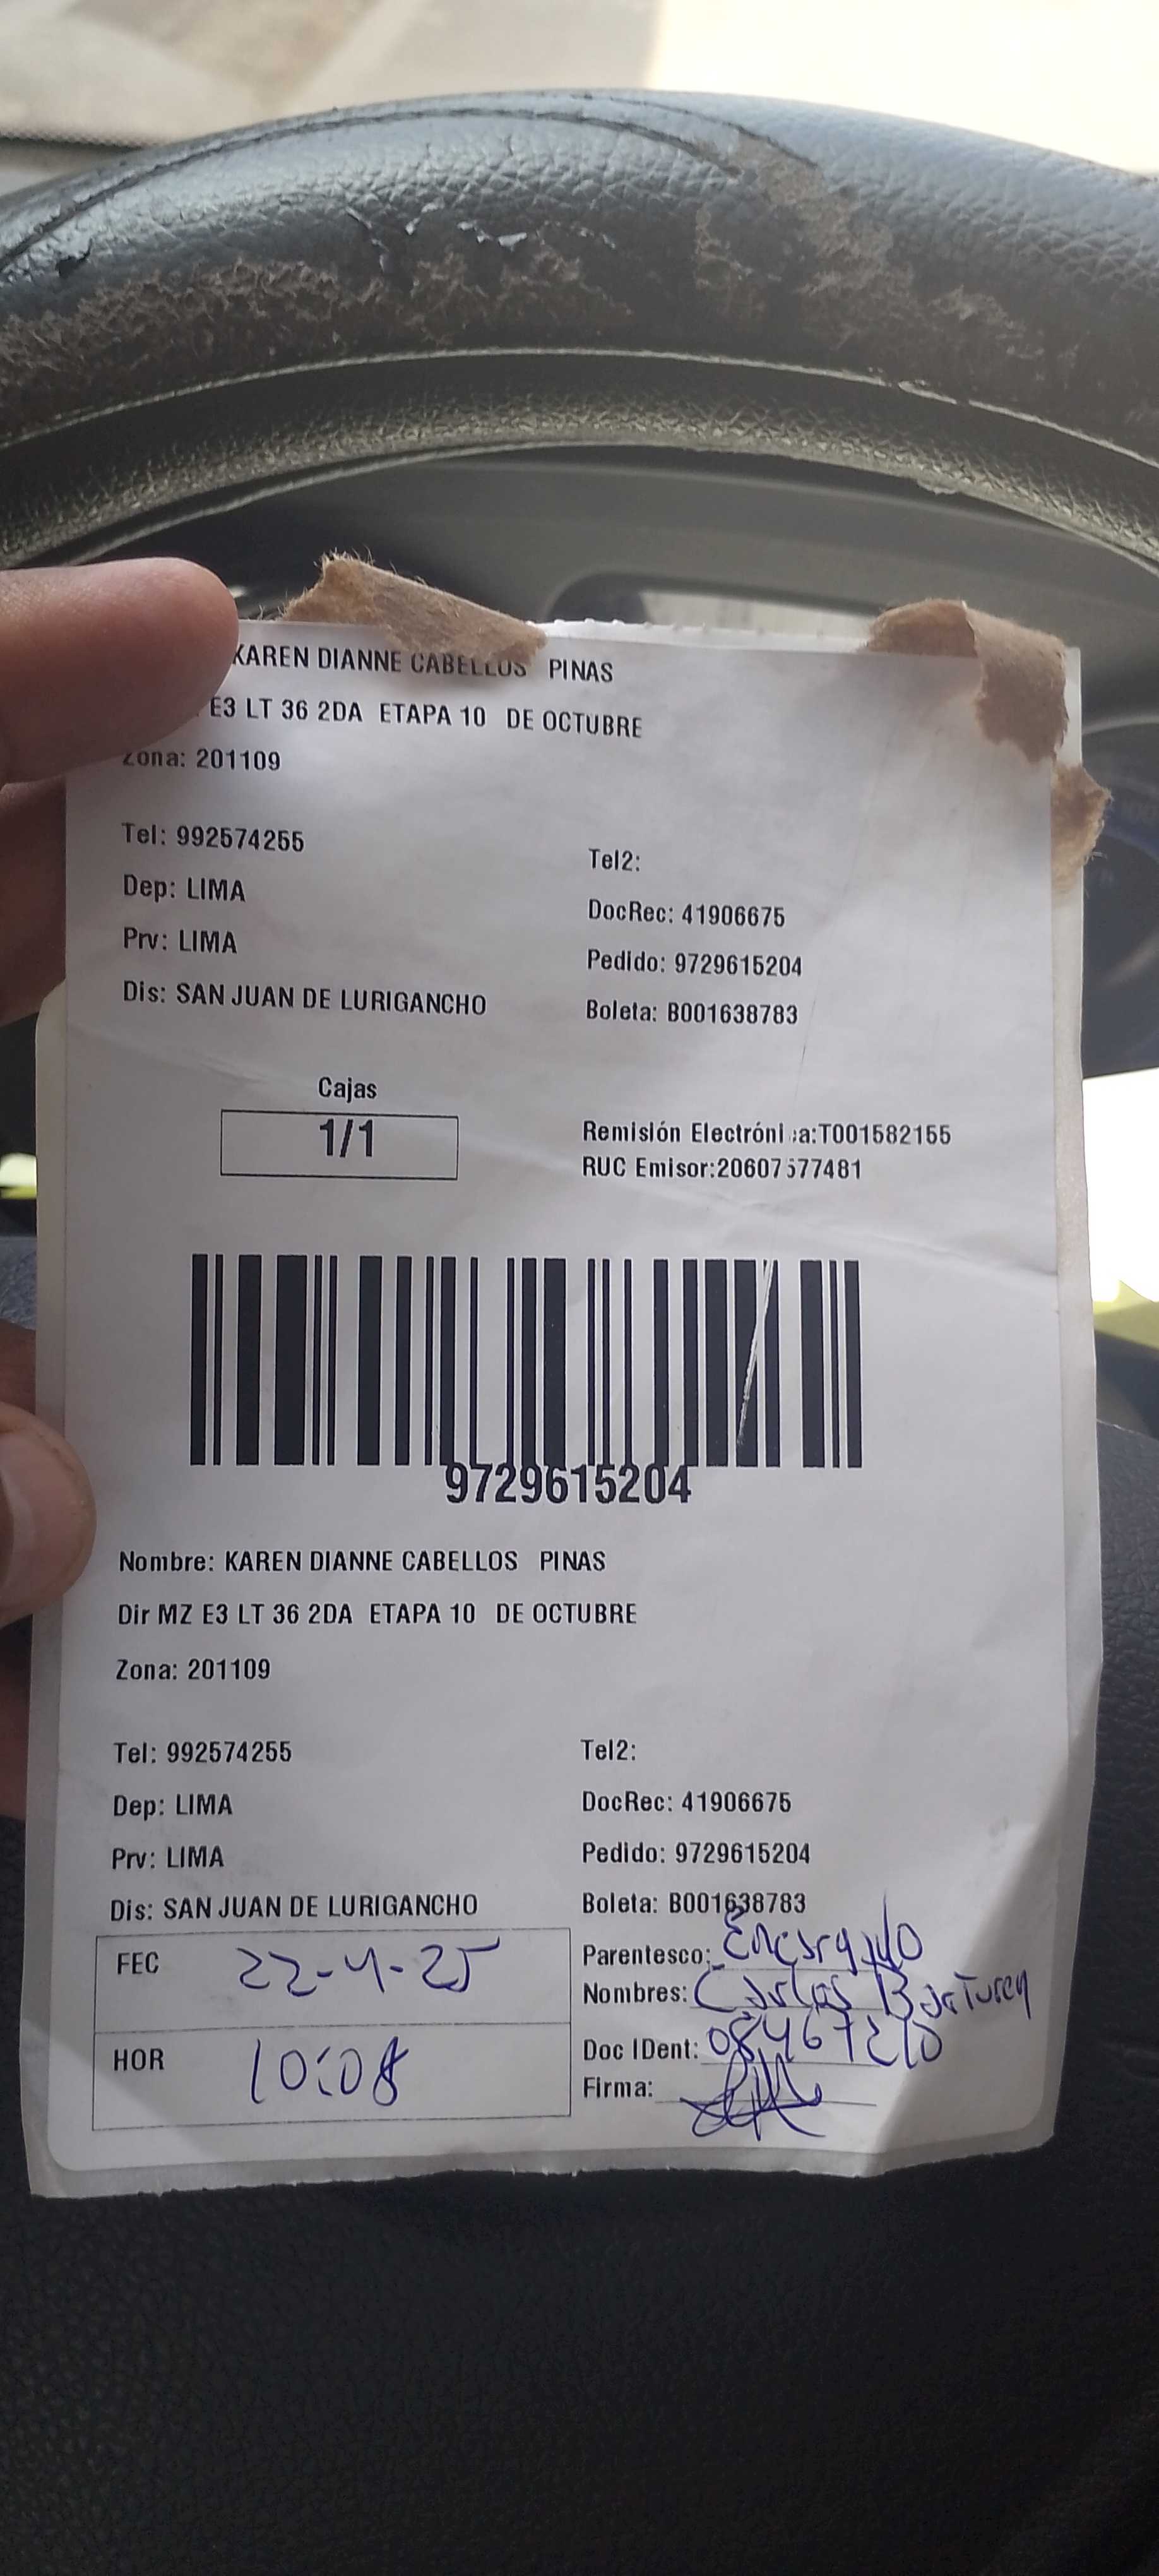 KAREN DIANNE CABELLOS PINAS
E3 LT 36 2DA ETAPA 10 DE OCTUBRE
Zona: 201109
Tel: 992574255
Tel2:
Dep: LIMA
DocRec: 41906675
Prv: LIMA
Pedido: 9729615204
Dis: SAN JUAN DE LURIGANCHO
Boleta: B001638783
Cajas
1/1
Remisión Electróni a:T001582155
RUC Emisor:20607577481
9729615204
Nombre: KAREN DIANNE CABELLOS PINAS
Dir MZ E3 LT 36 2DA ETAPA 10 DE OCTUBRE
Zona: 201109
Tel: 992574255
Tel2:
Dep: LIMA
DocRec: 41906675
Prv: LIMA
Pedido: 9729615204
Dis: SAN JUAN DE LURIGANCHO
Boleta: B001638783
FEC 22-4-25
Parentesco: Encargado
Nombres: Carlos
HOR 10:08
Doc IDent:
Firma: